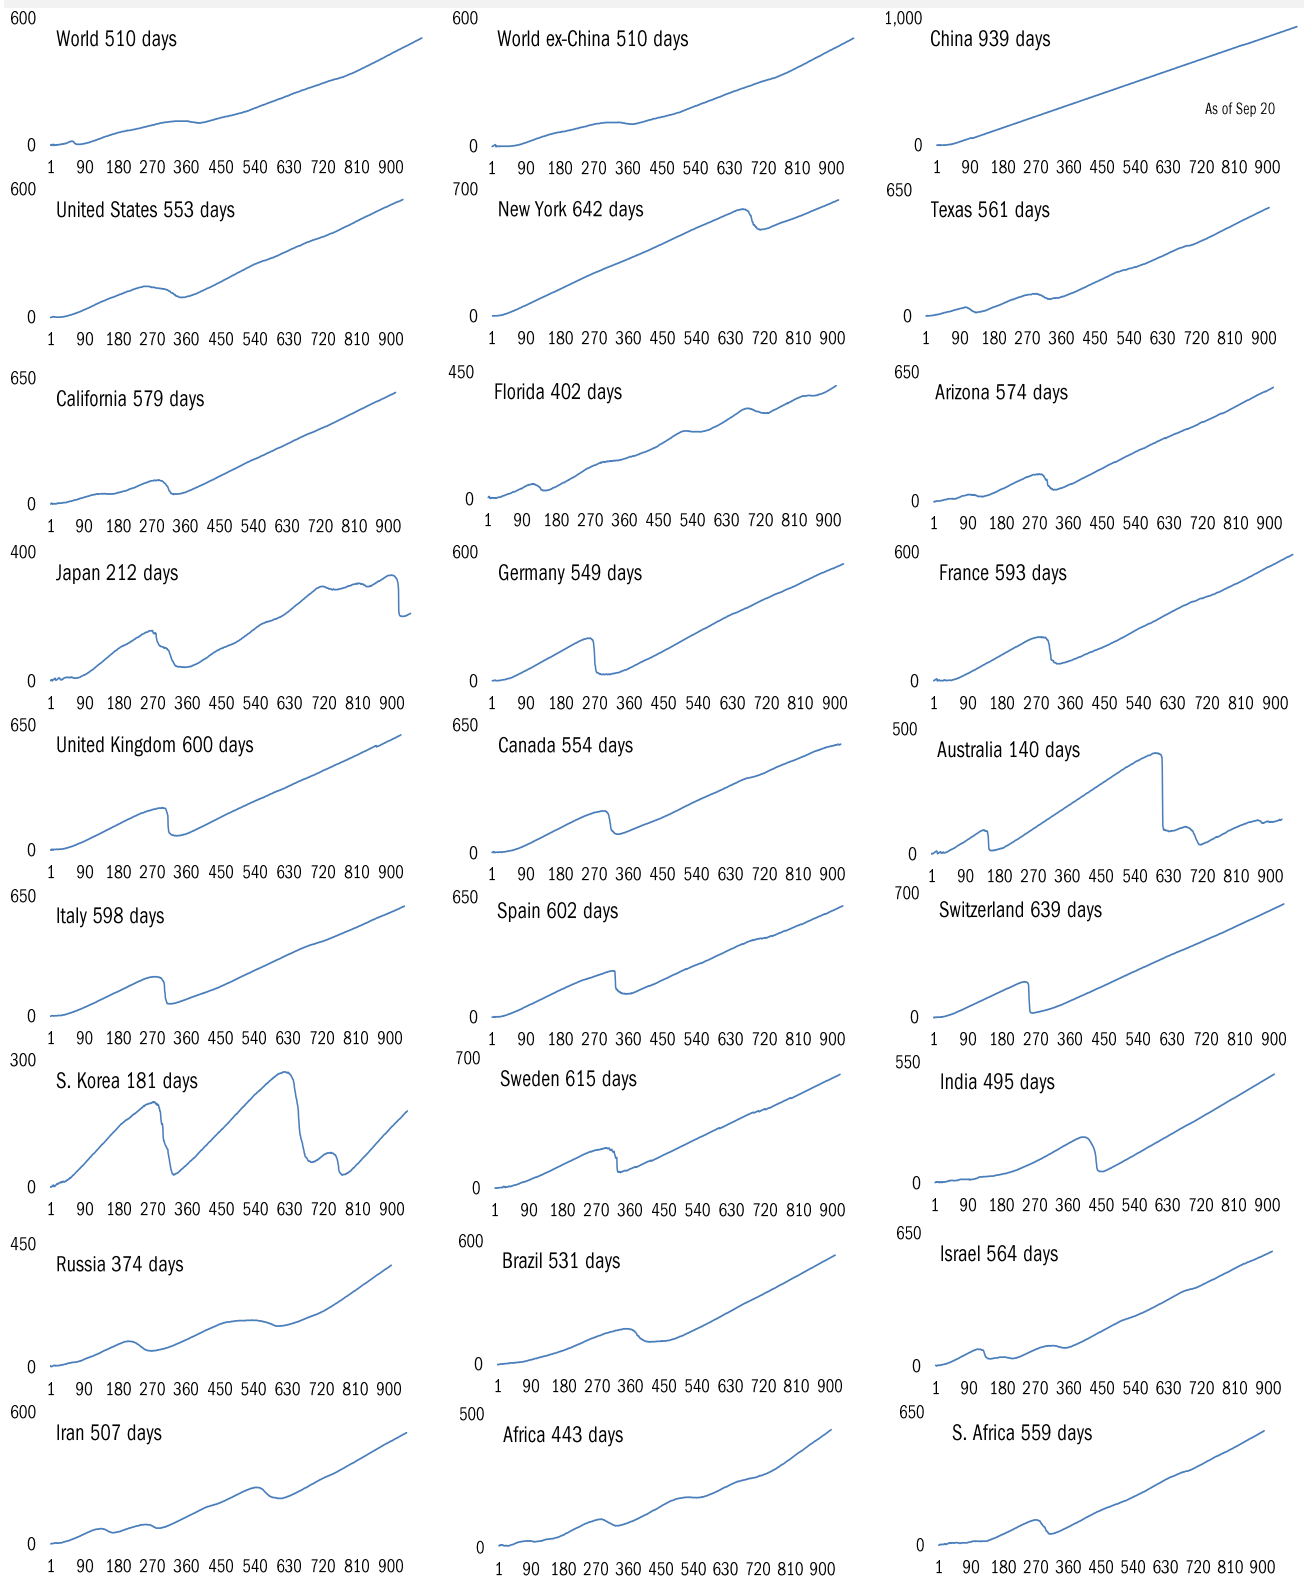 600 600 1,000
World 510 days World ex-China 510 days China 939 days
As of Sep 20
0 0 0
1 90 180 270 360 450 540 630 720 810 900 1 90 180 270 360 450 540 630 720 810 900 1 90 180 270 360 450 540 630 720 810 900
600 700 650
United States 553 days New York 642 days Texas 561 days
0 0 0
1 90 180 270 360 450 540 630 720 810 900 1 90 180 270 360 450 540 630 720 810 900 1 90 180 270 360 450 540 630 720 810 900
650 450 650
California 579 days Florida 402 days Arizona 574 days
0 0 0
1 90 180 270 360 450 540 630 720 810 900 1 90 180 270 360 450 540 630 720 810 900 1 90 180 270 360 450 540 630 720 810 900
400 600 600
Japan 212 days Germany 549 days France 593 days
0 0 0
1 90 180 270 360 450 540 630 720 810 900 1 90 180 270 360 450 540 630 720 810 900 1 90 180 270 360 450 540 630 720 810 900
650 650 500
United Kingdom 600 days Canada 554 days Australia 140 days
0 0 0
1 90 180 270 360 450 540 630 720 810 900 1 90 180 270 360 450 540 630 720 810 900 1 90 180 270 360 450 540 630 720 810 900
650 650 700
Italy 598 days Spain 602 days Switzerland 639 days
0 0 0
1 90 180 270 360 450 540 630 720 810 900 1 90 180 270 360 450 540 630 720 810 900 1 90 180 270 360 450 540 630 720 810 900
300 700 550
S. Korea 181 days Sweden 615 days India 495 days
0 0 0
1 90 180 270 360 450 540 630 720 810 900 1 90 180 270 360 450 540 630 720 810 900 1 90 180 270 360 450 540 630 720 810 900
450 600 650
Russia 374 days Brazil 531 days Israel 564 days
0 0 0
1 90 180 270 360 450 540 630 720 810 900 1 90 180 270 360 450 540 630 720 810 900 1 90 180 270 360 450 540 630 720 810 900
600 500 650
Iran 507 days Africa 443 days S. Africa 559 days
0 0 0
1 90 180 270 360 450 540 630 720 810 900 1 90 180 270 360 450 540 630 720 810 900 1 90 180 270 360 450 540 630 720 810 900